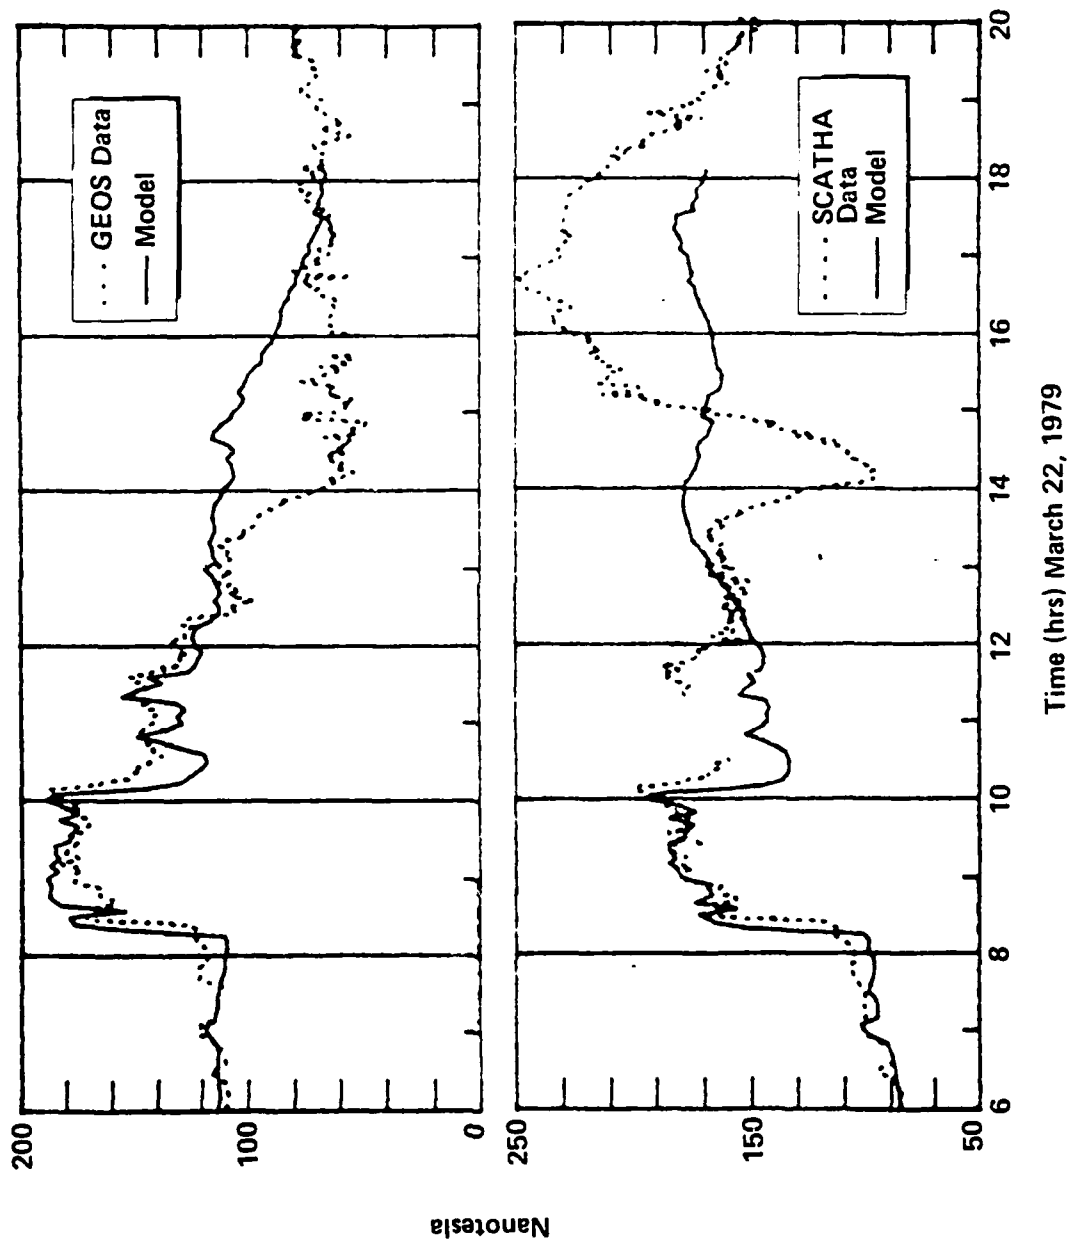 Nanotesla
200
100
0
· · · GEOS Data
— Model
250
150
50
· · · · SCATHA
Data
— Model
6 8 10 12 14 16 18 20
Time (hrs) March 22, 1979